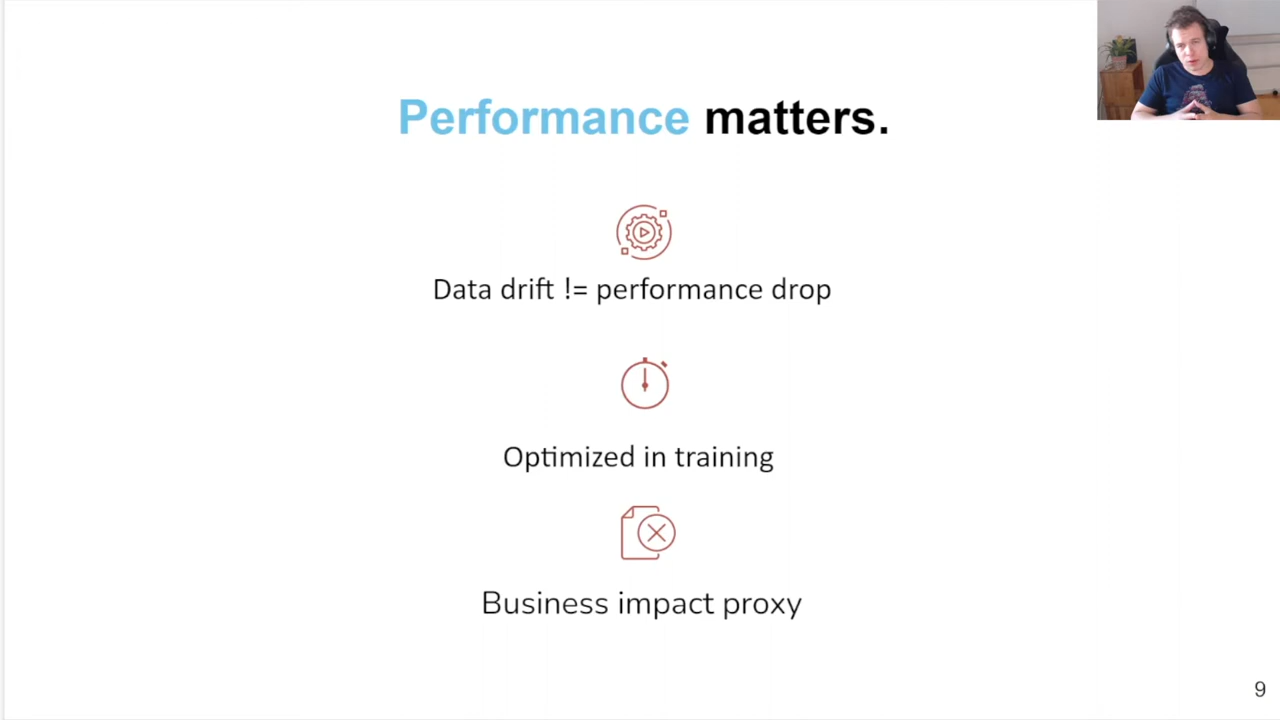 Performance matters.
Data drift != performance drop
Optimized in training
Business impact proxy
9